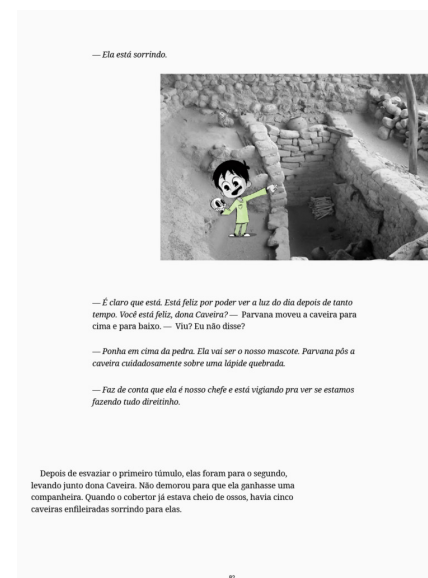 — Ela está sorrindo.
— É claro que está. Está feliz por poder ver a luz do dia depois de tanto
tempo. Você está feliz, dona Caveira? — Parvana moveu a caveira para
cima e para baixo. — Viu? Eu não disse?
— Ponha em cima da pedra. Ela vai ser o nosso mascote. Parvana pôs a
caveira cuidadosamente sobre uma lápide quebrada.
— Faz de conta que ela é nosso chefe e está vigiando pra ver se estamos
fazendo tudo direitinho.
Depois de esvaziar o primeiro túmulo, elas foram para o segundo,
levando junto dona Caveira. Não demorou para que ela ganhasse uma
companheira. Quando o cobertor já estava cheio de ossos, havia cinco
caveiras enfileiradas sorrindo para elas.